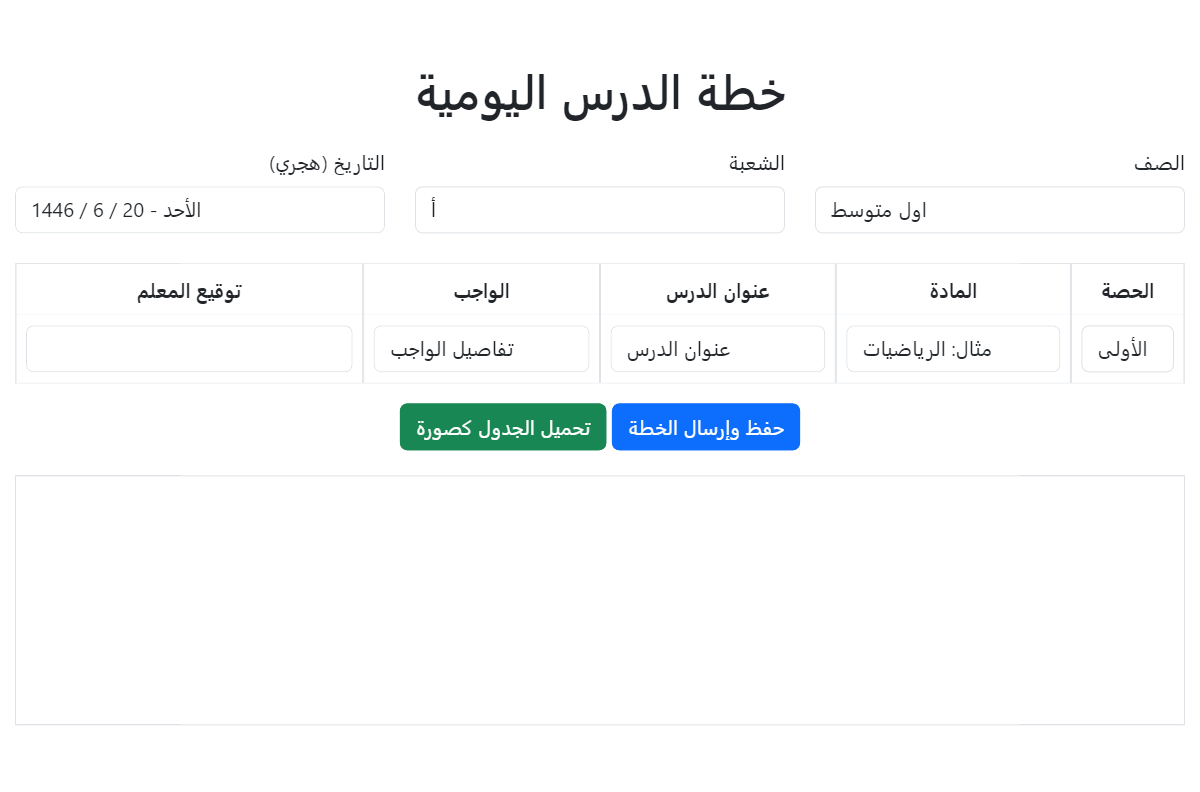 خطة الدرس اليومية
الصف الشعبة التاريخ (هجري)
اول متوسط أ الأحد - 20 / 6 / 1446
الحصة المادة عنوان الدرس الواجب توقيع المعلم
الأولى مثال: الرياضيات عنوان الدرس تفاصيل الواجب
حفظ وإرسال الخطة تحميل الجدول كصورة